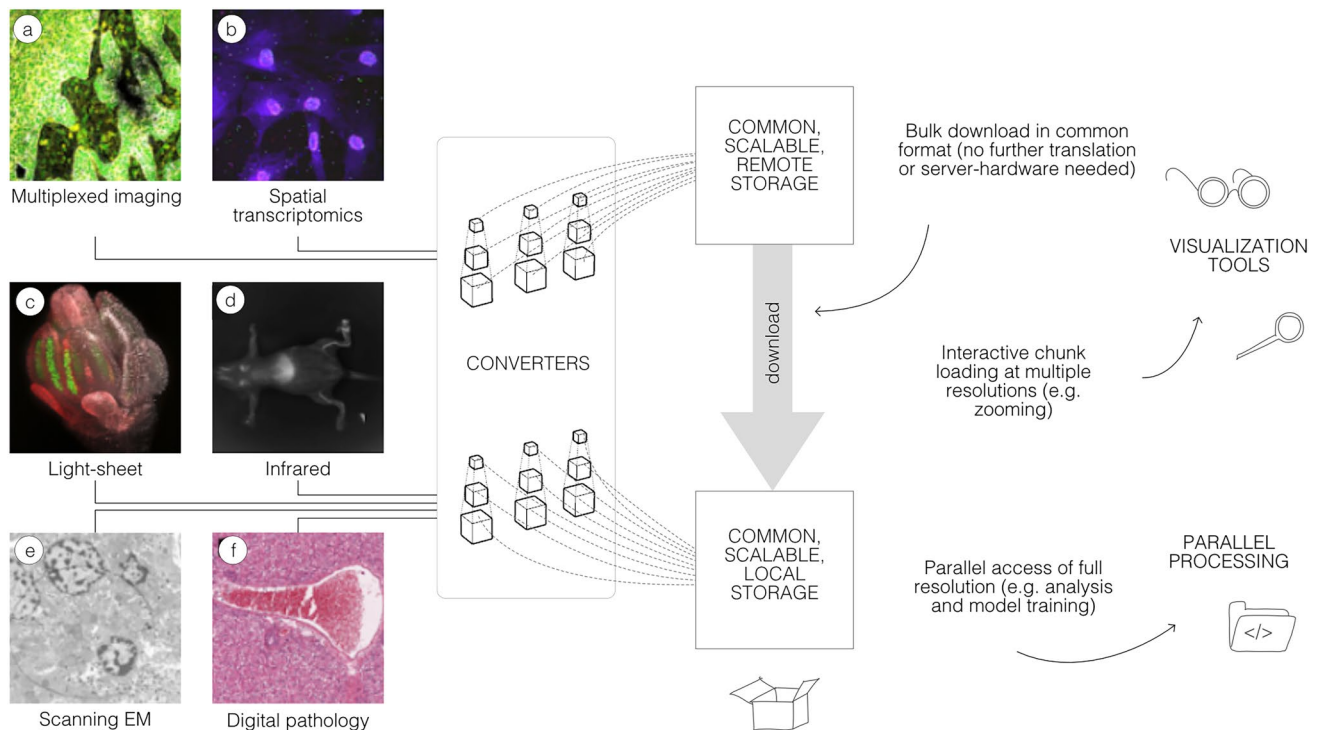 a
b
Multiplexed imaging
Spatial
transcriptomics
c
d
Light-sheet
Infrared
e
f
Scanning EM
Digital pathology
CONVERTERS
COMMON,
SCALABLE,
REMOTE
STORAGE
download
COMMON,
SCALABLE,
LOCAL
STORAGE
Bulk download in common
format (no further translation
or server-hardware needed)
VISUALIZATION
TOOLS
Interactive chunk
loading at multiple
resolutions (e.g.
zooming)
PARALLEL
PROCESSING
Parallel access of full
resolution (e.g. analysis
and model training)
</>